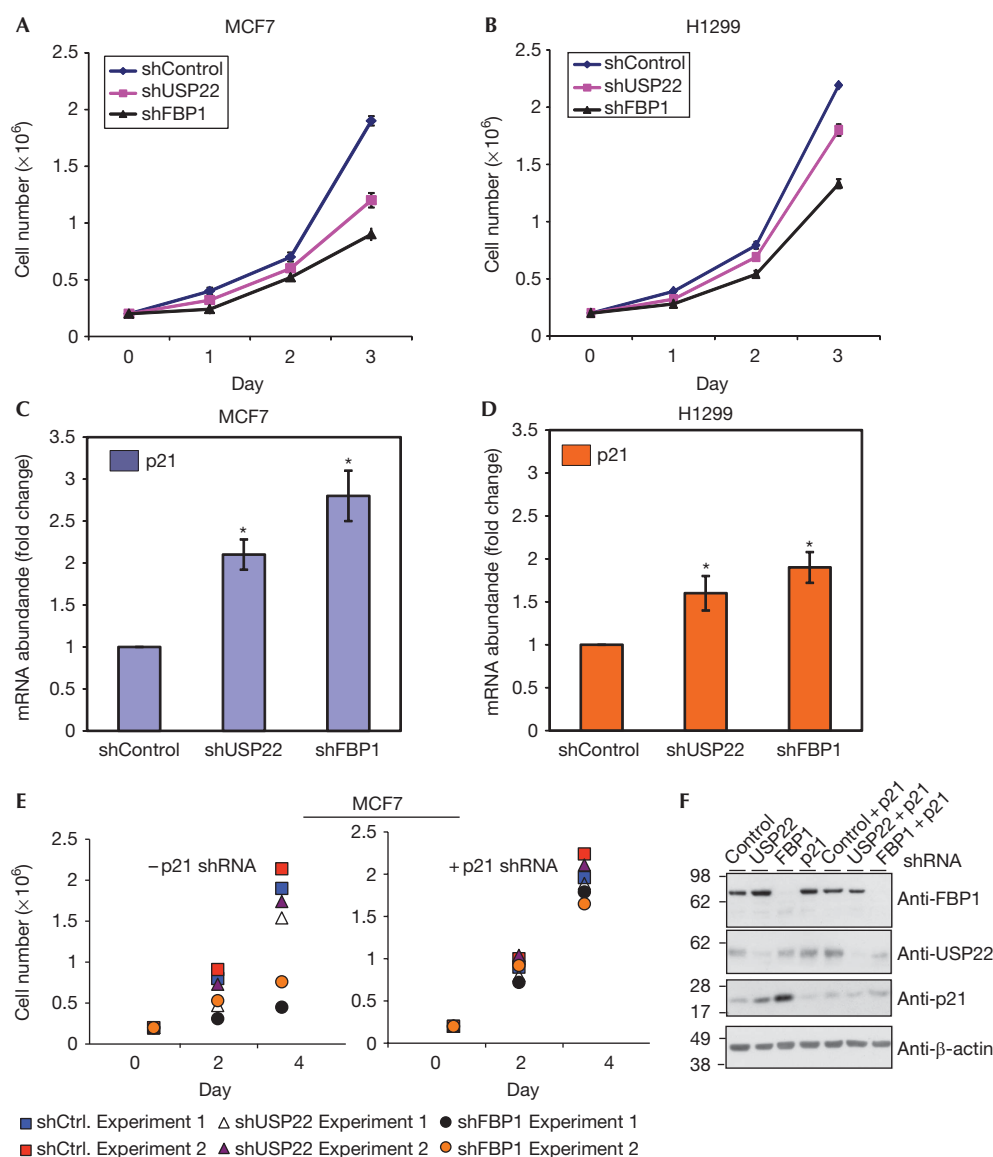 A
MCF7
2.5
2
1.5
1
0.5
0
Cell number (×10⁶)
shControl
shUSP22
shFBP1
0 1 2 3
Day
B
H1299
2.5
2
1.5
1
0.5
0
Cell number (×10⁶)
shControl
shUSP22
shFBP1
0 1 2 3
Day
C
MCF7
3.5
3
2.5
2
1.5
1
0.5
0
mRNA abundande (fold change)
p21
* *
shControl shUSP22 shFBP1
D
H1299
3.5
3
2.5
2
1.5
1
0.5
0
mRNA abundande (fold change)
p21
* *
shControl shUSP22 shFBP1
E
MCF7
2.5
2
1.5
1
0.5
0
Cell number (×10⁶)
−p21 shRNA
0 2 4
Day
2.5
2.0
1.5
1.0
0.5
0
+p21 shRNA
0 2 4
Day
shCtrl. Experiment 1 shUSP22 Experiment 1 shFBP1 Experiment 1
shCtrl. Experiment 2 shUSP22 Experiment 2 shFBP1 Experiment 2
F
Control
USP22
FBP1
p21
Control + p21
USP22 + p21
FBP1 + p21
shRNA
98
62
Anti-FBP1
62
49
Anti-USP22
28
17
Anti-p21
49
38
Anti-β-actin